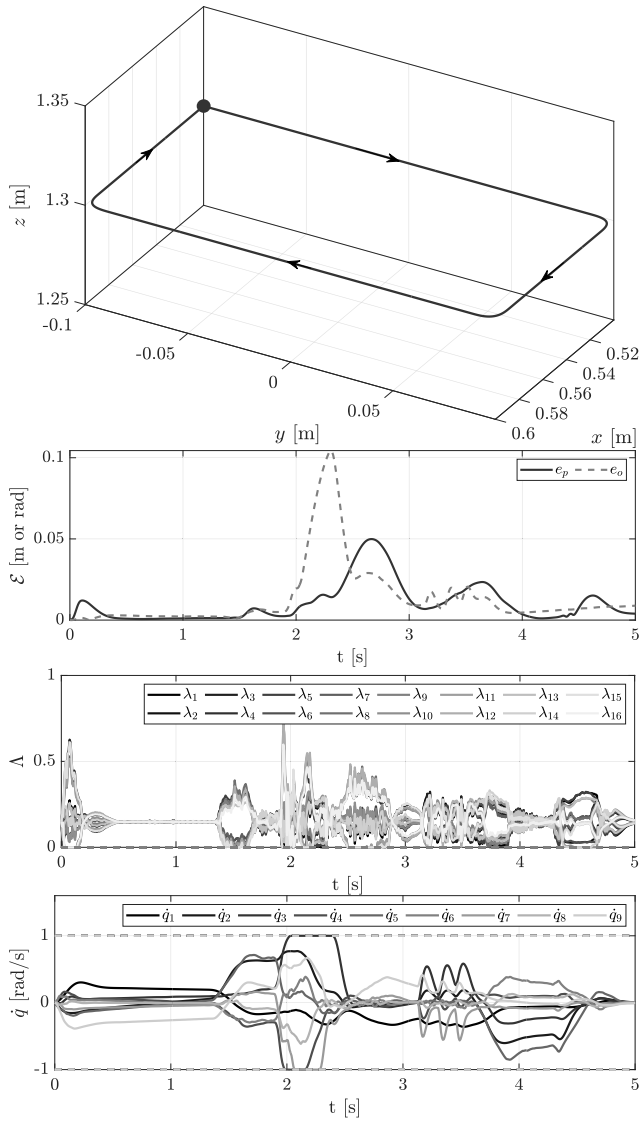 1.35
1.3
1.25
z [m]
-0.1
-0.05
0
0.05
y [m]
0.52
0.54
0.56
0.58
0.6
x [m]
0.1
0.05
0
ℰ [m or rad]
e_p e_o
0 1 2 3 4 5
t [s]
1
0.5
0
Λ
λ_1 λ_3 λ_5 λ_7 λ_9 λ_11 λ_13 λ_15
λ_2 λ_4 λ_6 λ_8 λ_10 λ_12 λ_14 λ_16
0 1 2 3 4 5
t [s]
q̇_1 q̇_2 q̇_3 q̇_4 q̇_5 q̇_6 q̇_7 q̇_8 q̇_9
1
0
-1
q̇ [rad/s]
0 1 2 3 4 5
t [s]